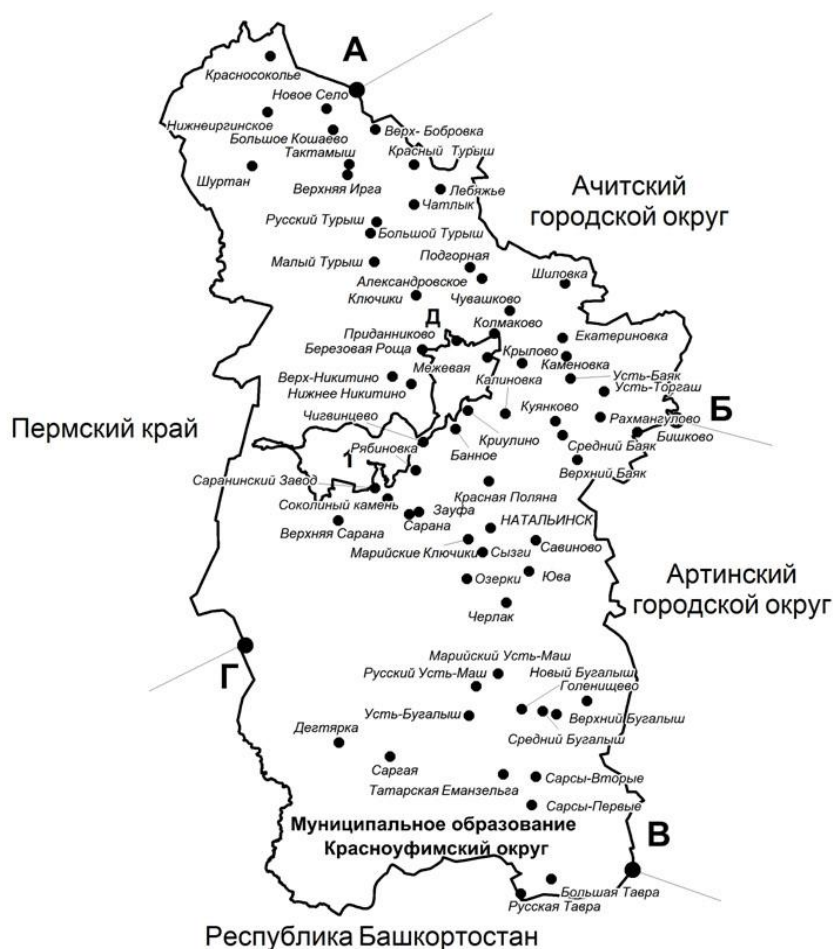 А
Красносоколье
Новое Село
Нижнеиргинское
Верх- Бобровка
Большое Кошаево
Тактамыш
Красный Турыш
Ачитский
городской округ
Шуртан
Верхняя Ирга
Лебяжье
Чатлык
Русский Турыш
Большой Турыш
Подгорная
Малый Турыш
Шиловка
Александровское
Ключики
Чувашково
Д
Колмаково
Приданниково
Екатериновка
Березовая Роща
Крылово
Межевая
Каменовка
Усть-Баяк
Верх-Никитино
Калиновка
Усть-Торгаш
Нижнее Никитино
Куянково
Б
Чигвинцево
Рахмангулово
Пермский край
Криулино
Бишково
Рябиновка
Средний Баяк
Банное
1
Верхний Баяк
Саранинский Завод
Красная Поляна
Соколиный камень
Зауфа
НАТАЛЬИНСК
Сарана
Верхняя Сарана
Савиново
Марийские Ключики
Сызги
Артинский
городской округ
Озерки
Юва
Черлак
Марийский Усть-Маш
Г
Русский Усть-Маш
Новый Бугалыш
Голенищево
Усть-Бугалыш
Верхний Бугалыш
Дегтярка
Средний Бугалыш
Саргая
Сарсы-Вторые
Татарская Еманзельга
Сарсы-Первые
Муниципальное образование
Красноуфимский округ
В
Большая Тавра
Русская Тавра
Республика Башкортостан